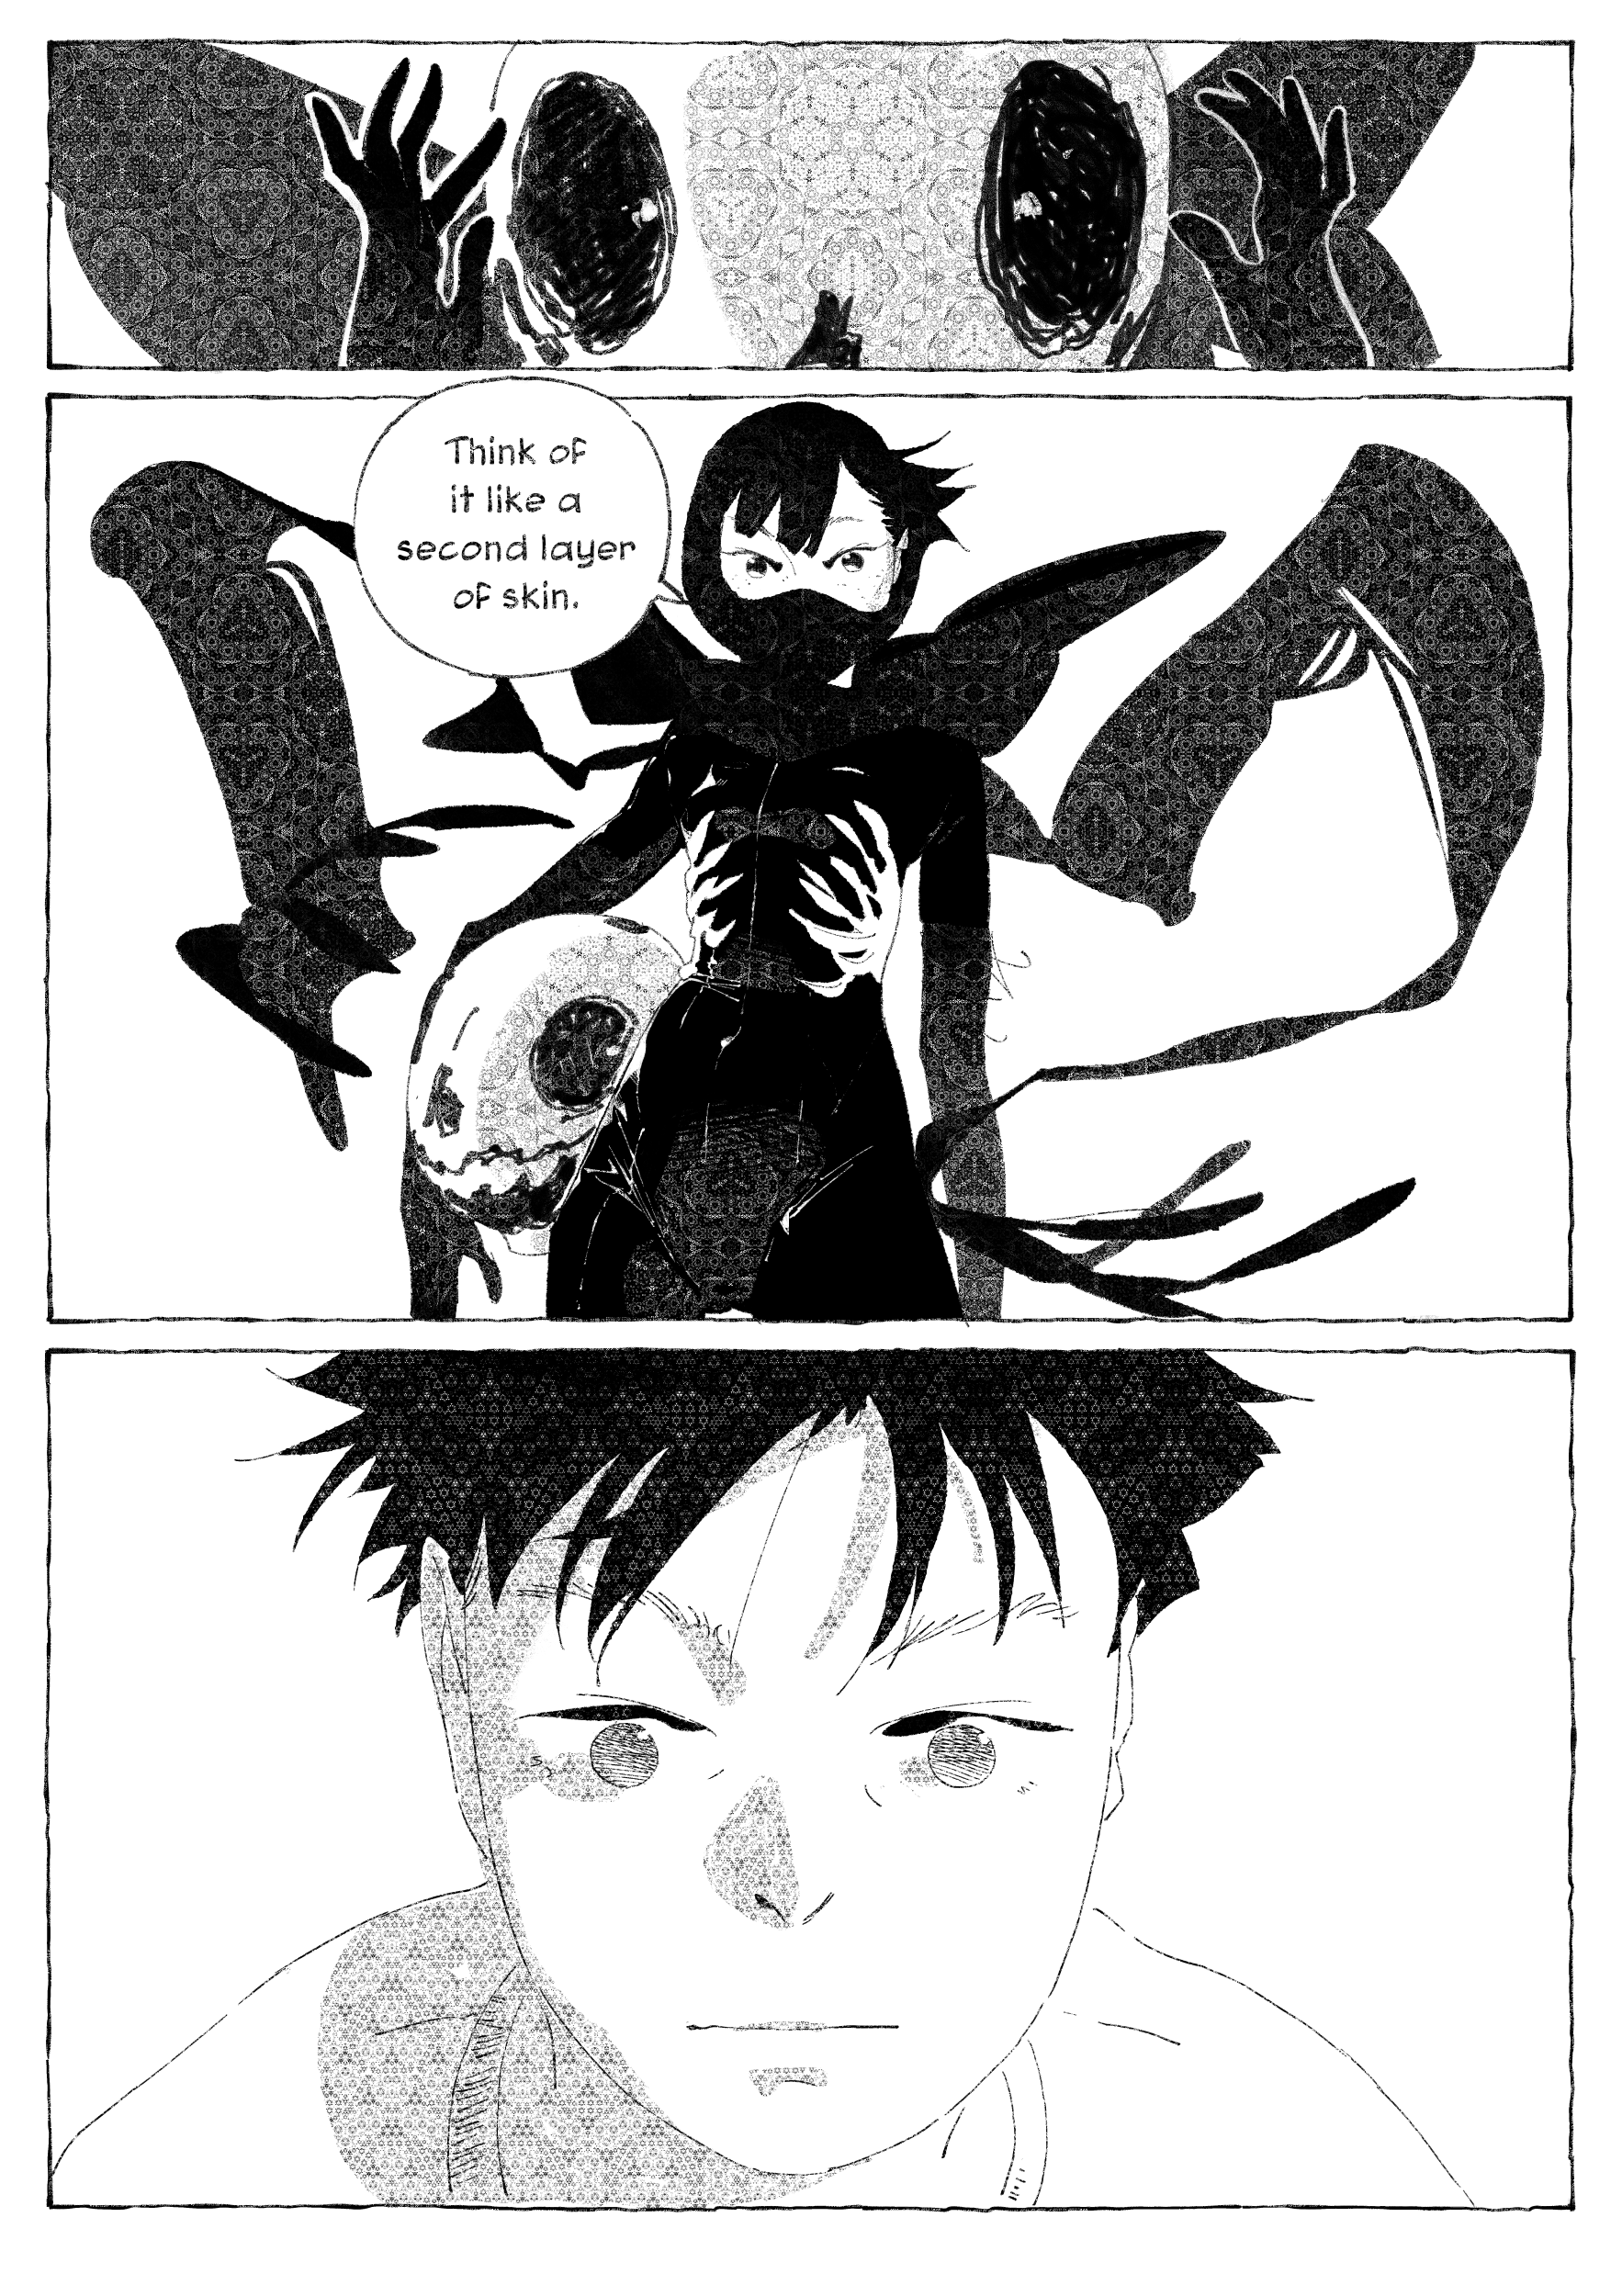 Think of
it like a
second layer
of skin.